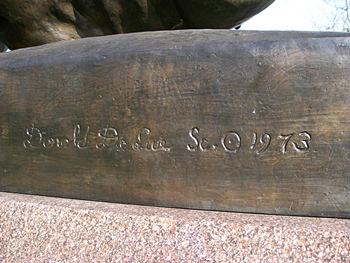 Donald De Lue. Sc. © 1973